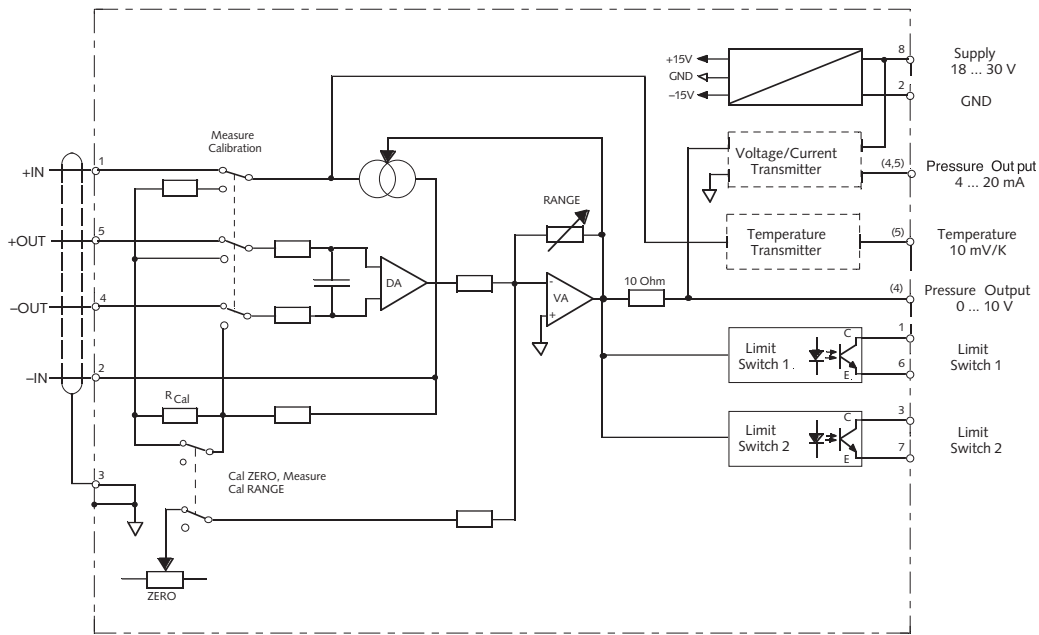 +15V
GND
–15V
8
Supply
18 ... 30 V
2
GND
Measure
Calibration
Voltage/Current
Transmitter
(4,5)
Pressure Output
4 ... 20 mA
+IN
1
RANGE
+OUT
5
Temperature
Transmitter
(5)
Temperature
10 mV/K
DA
–OUT
4
-
VA
+
10 Ohm
(4)
Pressure Output
0 ... 10 V
Limit
Switch 1 .
C
E.
1
6
Limit
Switch 1
–IN
2
R Cal
Limit
Switch 2
C
E
3
7
Limit
Switch 2
3
Cal ZERO, Measure
Cal RANGE
ZERO